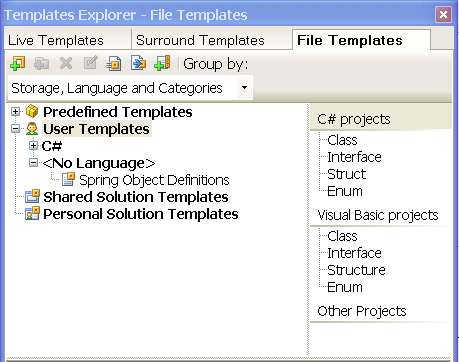 Templates Explorer - File Templates
Live Templates
Surround Templates
File Templates
Group by:
Storage, Language and Categories
Predefined Templates
User Templates
C#
<No Language>
Spring Object Definitions
Shared Solution Templates
Personal Solution Templates
C# projects
Class
Interface
Struct
Enum
Visual Basic projects
Class
Interface
Structure
Enum
Other Projects